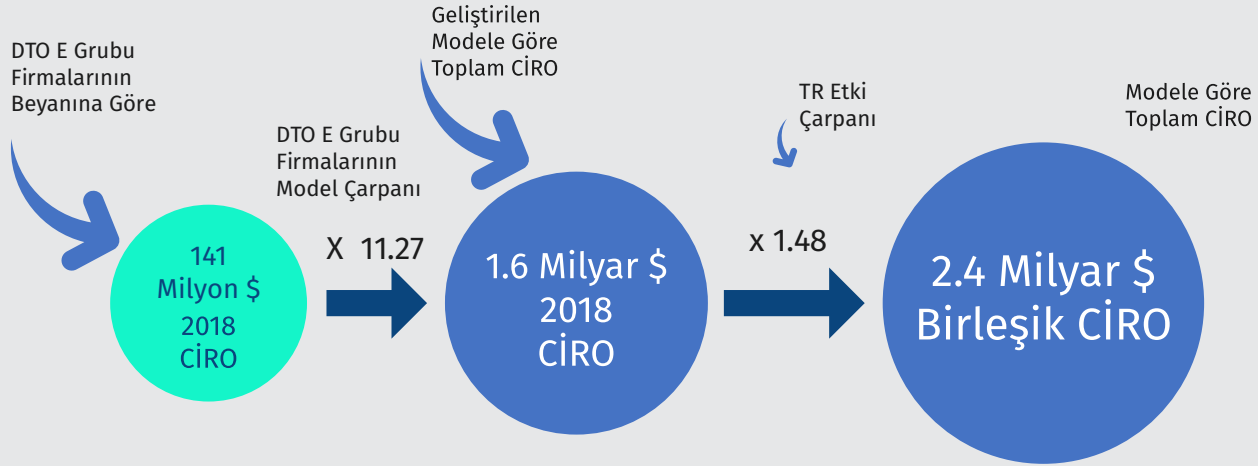 DTO E Grubu
Firmalarının
Beyanına Göre
141
Milyon $
2018
CİRO
DTO E Grubu
Firmalarının
Model Çarpanı
X 11.27
Geliştirilen
Modele Göre
Toplam CİRO
1.6 Milyar $
2018
CİRO
TR Etki
Çarpanı
x 1.48
Modele Göre
Toplam CİRO
2.4 Milyar $
Birleşik CİRO